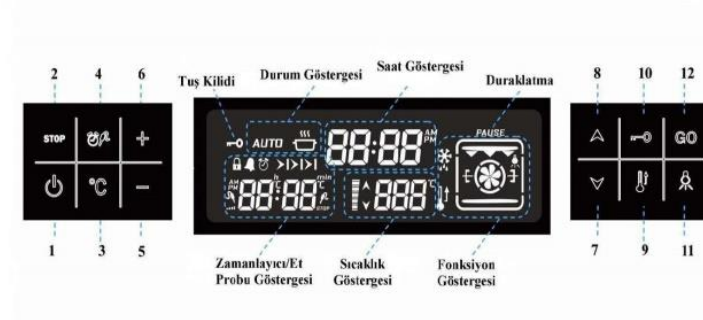 Saat Göstergesi
Durum Göstergesi
Duraklatma
Tuş Kilidi
2 4 6
8 10 12
STOP
GO
AUTO
88:88
AM
PM
PAUSE
h
min
AM
PM
88:88
°C
°C
STOP
888
°C
°C
1 3 5
7 9 11
Zamanlayıcı/Et
Probu Göstergesi
Sıcaklık
Göstergesi
Fonksiyon
Göstergesi